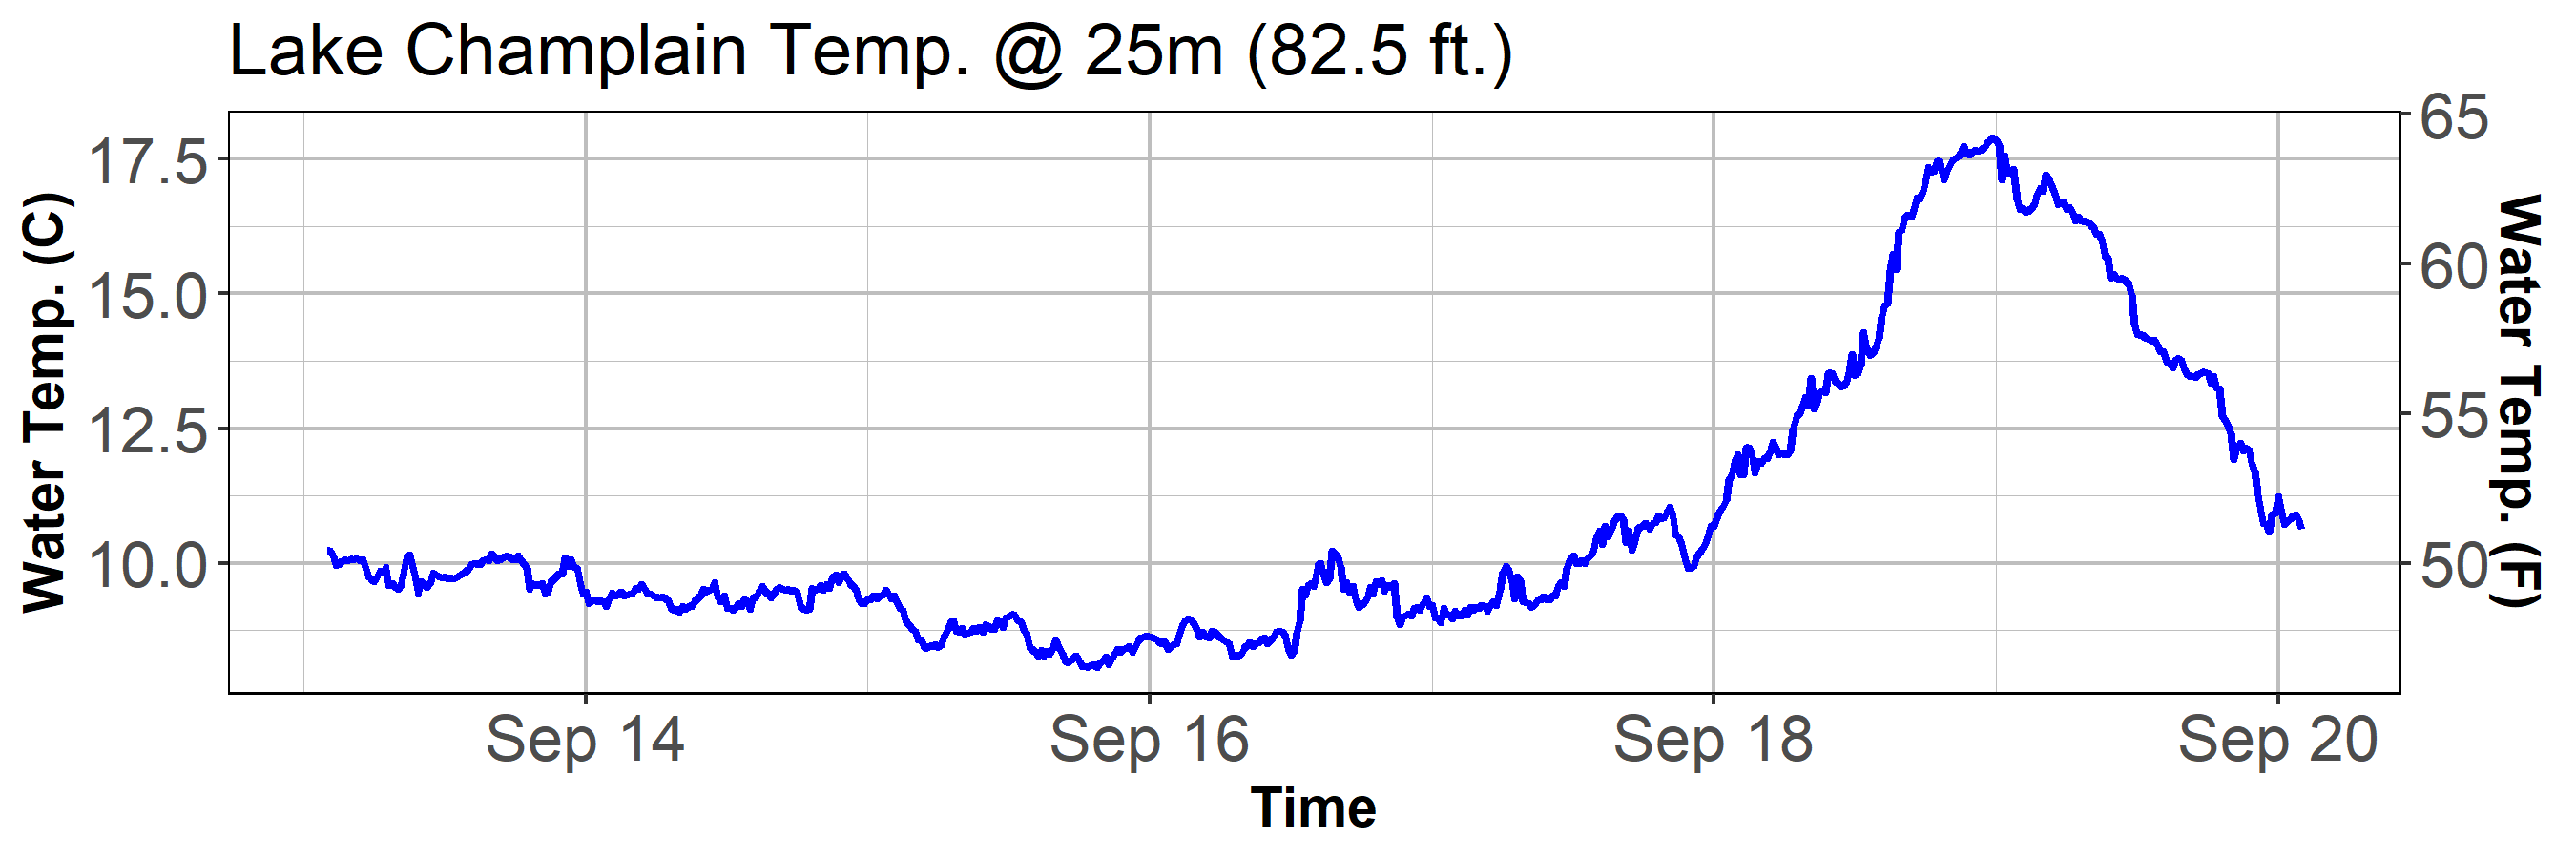 Lake Champlain Temp. @ 25m (82.5 ft.)
Water Temp. (C)
17.5
15.0
12.5
10.0
65
60
55
50
Water Temp. (F)
Sep 14 Sep 16 Sep 18 Sep 20
Time